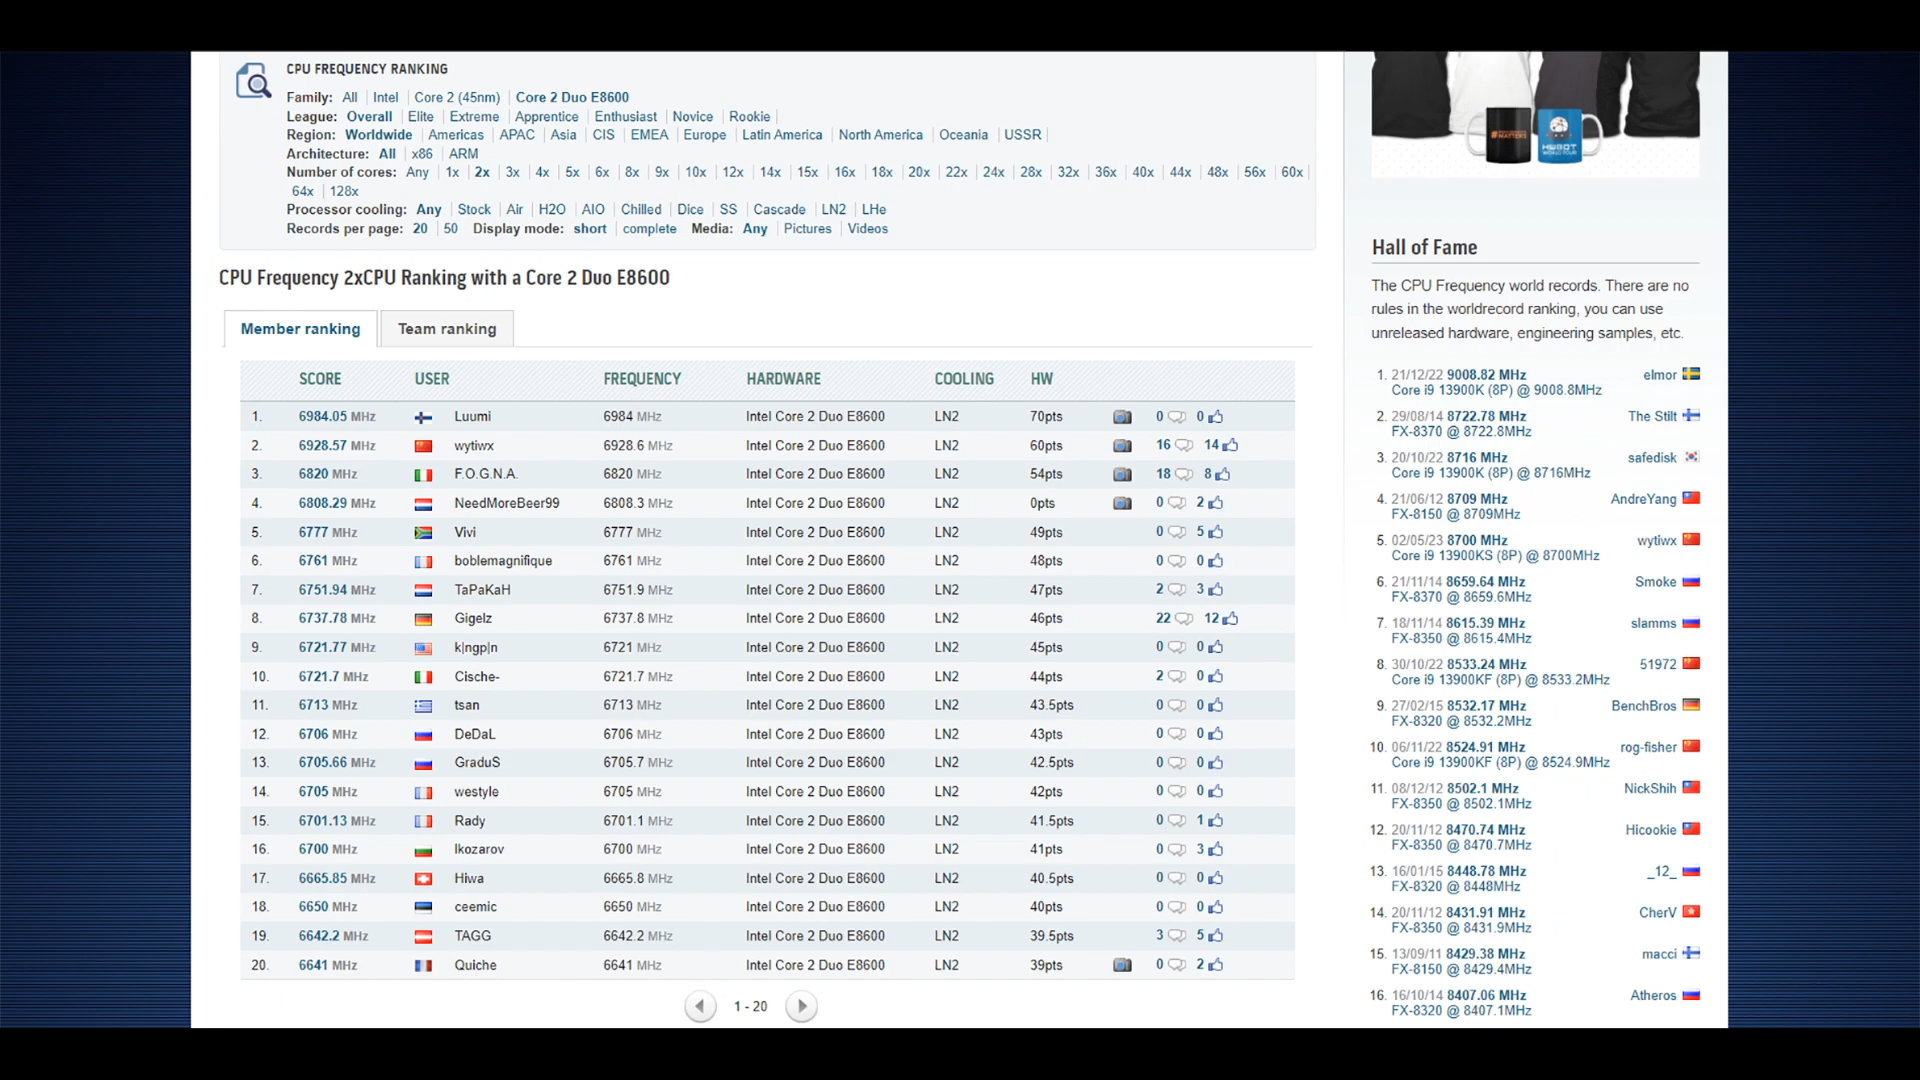 CPU FREQUENCY RANKING
Family: All Intel Core 2 (45nm) Core 2 Duo E8600
League: Overall Elite Extreme Apprentice Enthusiast Novice Rookie
Region: Worldwide Americas APAC Asia CIS EMEA Europe Latin America North America Oceania USSR
Architecture: All x86 ARM
Number of cores: Any 1x 2x 3x 4x 5x 6x 8x 9x 10x 12x 14x 15x 16x 18x 20x 22x 24x 28x 32x 36x 40x 44x 48x 56x 60x
64x 128x
Processor cooling: Any Stock Air H2O AIO Chilled Dice SS Cascade LN2 LHe
Records per page: 20 50 Display mode: short complete Media: Any Pictures Videos
CPU Frequency 2xCPU Ranking with a Core 2 Duo E8600
Member ranking Team ranking
SCORE USER FREQUENCY HARDWARE COOLING HW
1. 6984.05 MHz Luumi 6984 MHz Intel Core 2 Duo E8600 LN2 70pts 0 0
2. 6928.57 MHz wytiwx 6928.6 MHz Intel Core 2 Duo E8600 LN2 60pts 16 14
3. 6820 MHz F.O.G.N.A. 6820 MHz Intel Core 2 Duo E8600 LN2 54pts 18 8
4. 6808.29 MHz NeedMoreBeer99 6808.3 MHz Intel Core 2 Duo E8600 LN2 0pts 0 2
5. 6777 MHz Vivi 6777 MHz Intel Core 2 Duo E8600 LN2 49pts 0 5
6. 6761 MHz boblemagnifique 6761 MHz Intel Core 2 Duo E8600 LN2 48pts 0 0
7. 6751.94 MHz TaPaKaH 6751.9 MHz Intel Core 2 Duo E8600 LN2 47pts 2 3
8. 6737.78 MHz Gigelz 6737.8 MHz Intel Core 2 Duo E8600 LN2 46pts 22 12
9. 6721.77 MHz k|ngp|n 6721 MHz Intel Core 2 Duo E8600 LN2 45pts 0 0
10. 6721.7 MHz Cische- 6721.7 MHz Intel Core 2 Duo E8600 LN2 44pts 2 0
11. 6713 MHz tsan 6713 MHz Intel Core 2 Duo E8600 LN2 43.5pts 0 0
12. 6706 MHz DeDaL 6706 MHz Intel Core 2 Duo E8600 LN2 43pts 0 0
13. 6705.66 MHz GraduS 6705.7 MHz Intel Core 2 Duo E8600 LN2 42.5pts 0 0
14. 6705 MHz westyle 6705 MHz Intel Core 2 Duo E8600 LN2 42pts 0 0
15. 6701.13 MHz Rady 6701.1 MHz Intel Core 2 Duo E8600 LN2 41.5pts 0 1
16. 6700 MHz Ikozarov 6700 MHz Intel Core 2 Duo E8600 LN2 41pts 0 3
17. 6665.85 MHz Hiwa 6665.8 MHz Intel Core 2 Duo E8600 LN2 40.5pts 0 0
18. 6650 MHz ceemic 6650 MHz Intel Core 2 Duo E8600 LN2 40pts 0 0
19. 6642.2 MHz TAGG 6642.2 MHz Intel Core 2 Duo E8600 LN2 39.5pts 3 5
20. 6641 MHz Quiche 6641 MHz Intel Core 2 Duo E8600 LN2 39pts 0 2
1 - 20
HWBOT
WORLD TOUR
Hall of Fame
The CPU Frequency world records. There are no
rules in the worldrecord ranking, you can use
unreleased hardware, engineering samples, etc.
1. 21/12/22 9008.82 MHz elmor
Core i9 13900K (8P) @ 9008.8MHz
2. 29/08/14 8722.78 MHz The Stilt
FX-8370 @ 8722.8MHz
3. 20/10/22 8716 MHz safedisk
Core i9 13900K (8P) @ 8716MHz
4. 21/06/12 8709 MHz AndreYang
FX-8150 @ 8709MHz
5. 02/05/23 8700 MHz wytiwx
Core i9 13900KS (8P) @ 8700MHz
6. 21/11/14 8659.64 MHz Smoke
FX-8370 @ 8659.6MHz
7. 18/11/14 8615.39 MHz slamms
FX-8350 @ 8615.4MHz
8. 30/10/22 8533.24 MHz 51972
Core i9 13900KF (8P) @ 8533.2MHz
9. 27/02/15 8532.17 MHz BenchBros
FX-8320 @ 8532.2MHz
10. 06/11/22 8524.91 MHz rog-fisher
Core i9 13900KF (8P) @ 8524.9MHz
11. 08/12/12 8502.1 MHz NickShih
FX-8350 @ 8502.1MHz
12. 20/11/12 8470.74 MHz Hicookie
FX-8350 @ 8470.7MHz
13. 16/01/15 8448.78 MHz _12_
FX-8320 @ 8448MHz
14. 20/11/12 8431.91 MHz CherV
FX-8350 @ 8431.9MHz
15. 13/09/11 8429.38 MHz macci
FX-8150 @ 8429.4MHz
16. 16/10/14 8407.06 MHz Atheros
FX-8320 @ 8407.1MHz